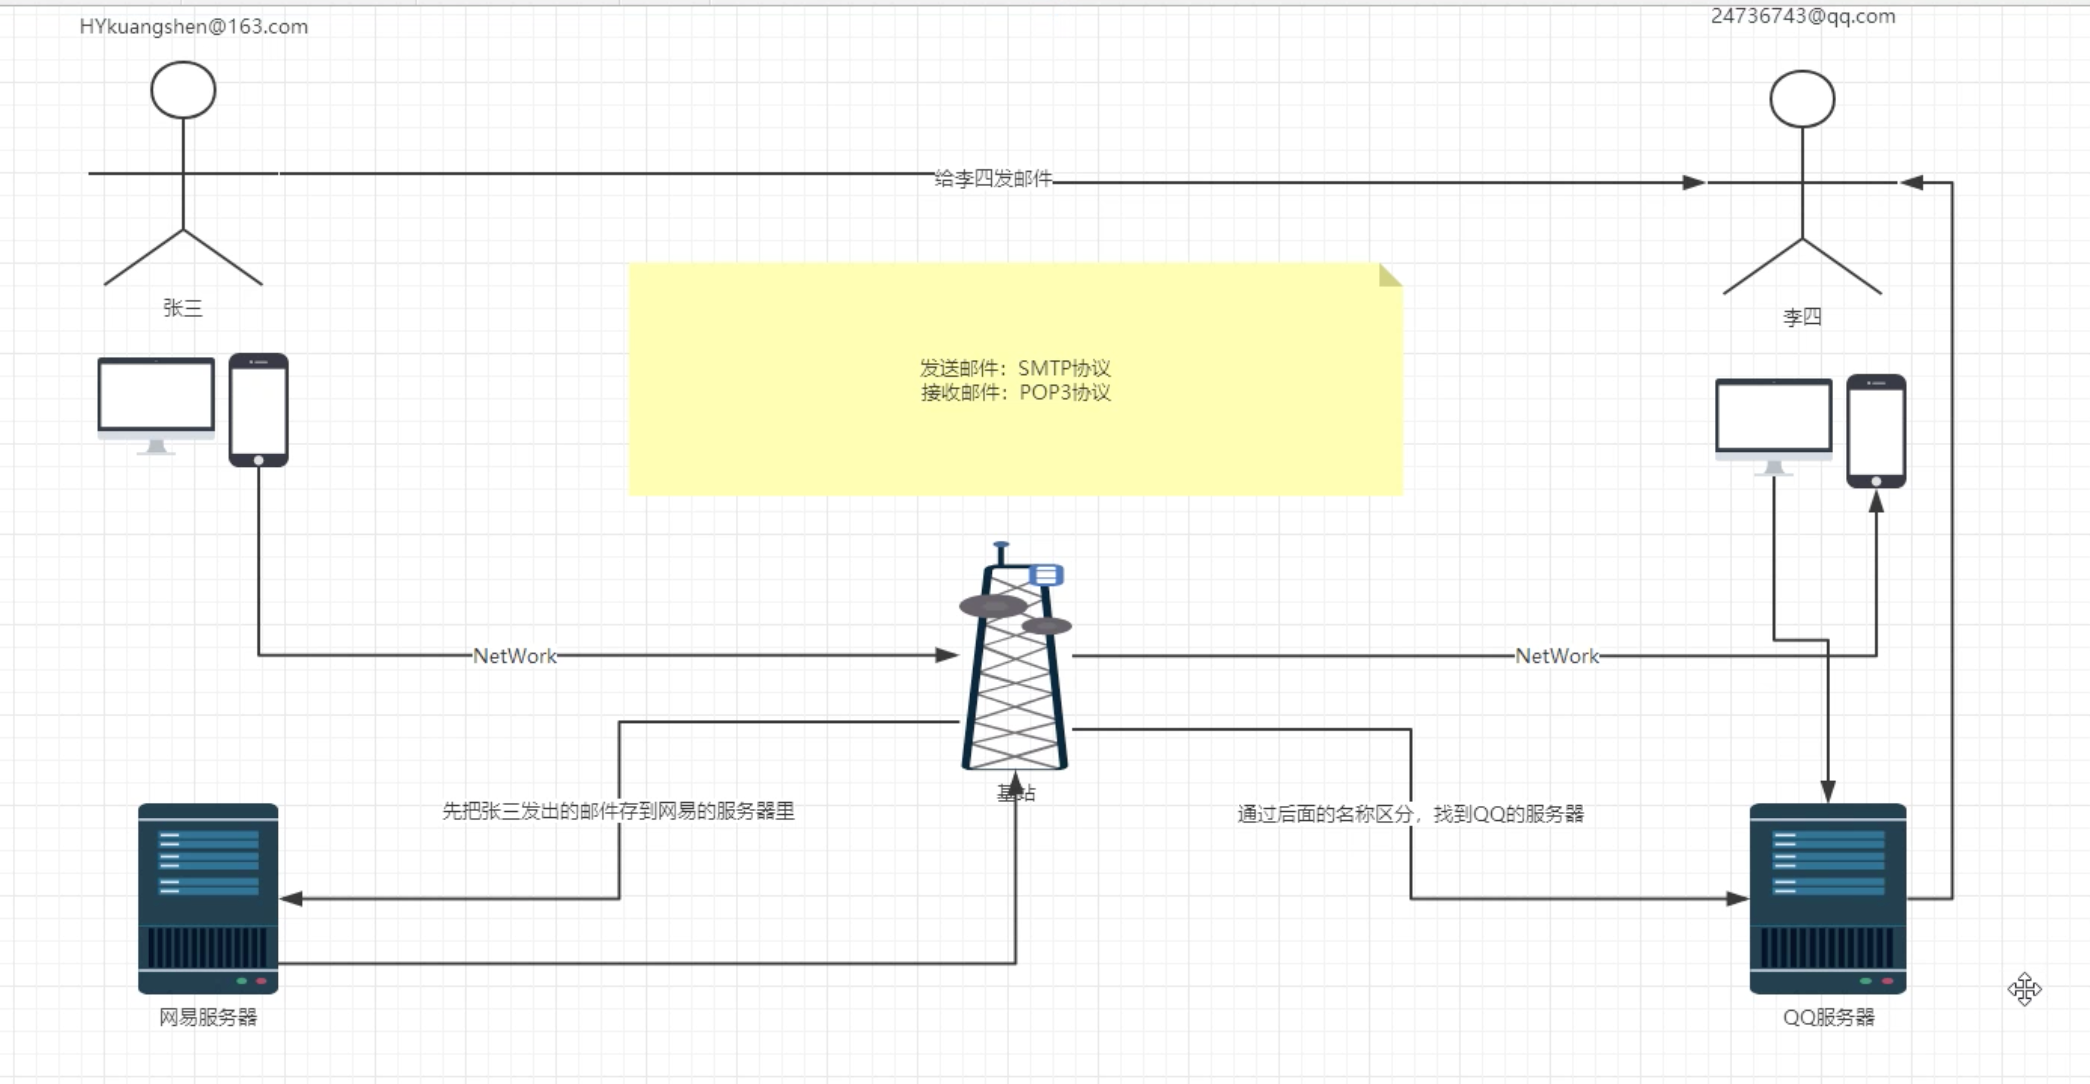 HYkuangshen@163.com
24736743@qq.com
给李四发邮件
张三
李四
发送邮件：SMTP协议
接收邮件：POP3协议
NetWork
NetWork
基站
先把张三发出的邮件存到网易的服务器里
通过后面的名称区分，找到QQ的服务器
网易服务器
QQ服务器